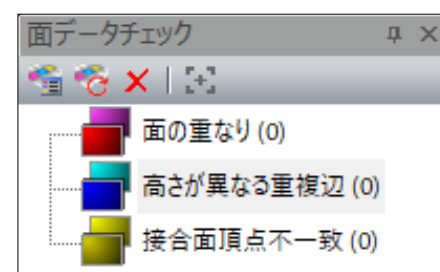 面データチェック
面の重なり (0)
高さが異なる重複辺 (0)
接合面頂点不一致 (0)